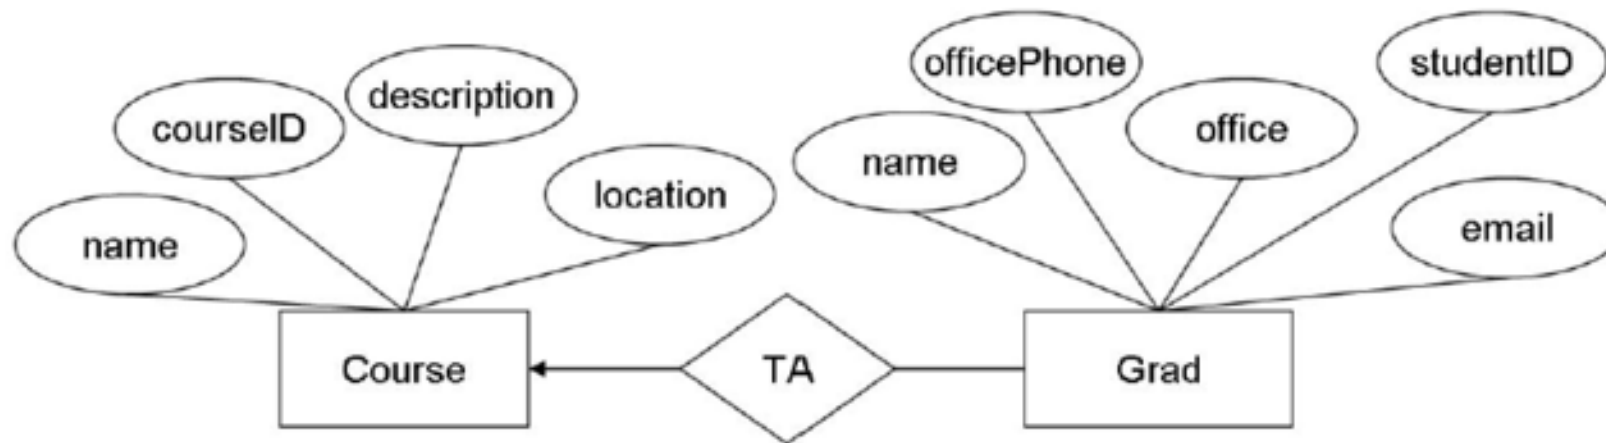 officePhone
studentID
description
courseID
office
name
location
name
email
Course
TA
Grad